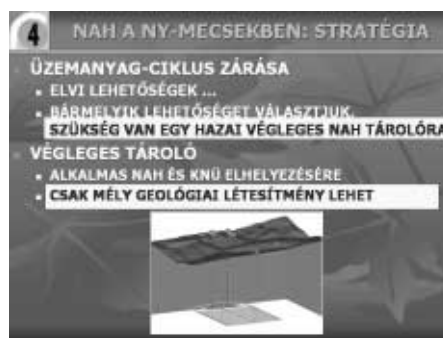 4
NAH A NY-MECSEKBEN: STRATÉGIA
ÜZEMANYAG-CIKLUS ZÁRÁSA
ELVI LEHETŐSÉGEK ...
BÁRMELYIK LEHETŐSÉGET VÁLASZTJUK,
SZÜKSÉG VAN EGY HAZAI VÉGLEGES NAH TÁROLÓRA
VÉGLEGES TÁROLÓ
ALKALMAS NAH ÉS KNÜ ELHELYEZÉSÉRE
CSAK MÉLY GEOLÓGIAI LÉTESÍTMÉNY LEHET